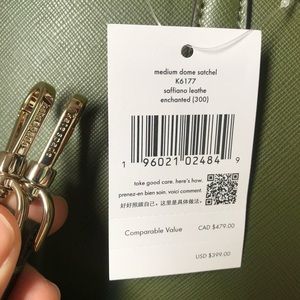 medium dome satchel
K6177
saffiano leathe
enchanted (300)
1 96021 02484 9
take good care. here's how.
prenez-en bien soin. voici comment.
好好照顾自己，这里是具体做法。
Comparable Value
CAD $479.00
USD $399.00